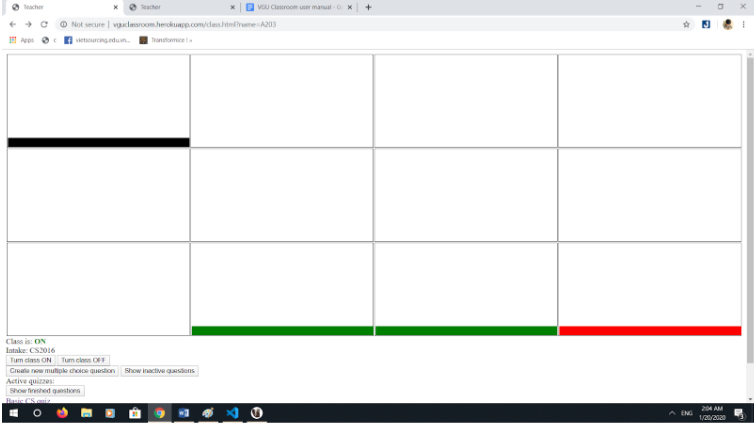 Teacher
Teacher
VGU Classroom user manual - G
Not secure | vguclassroom.herokuapp.com/class.html?name=A203
Apps
c
vietsourcing.edu.vn...
Transformice ! «
Class is: ON
Intake: CS2016
Turn class ON
Turn class OFF
Create new multiple choice question
Show inactive questions
Active quizzes:
Show finished questions
Basic CS quiz
ENG
2:04 AM
1/20/2020